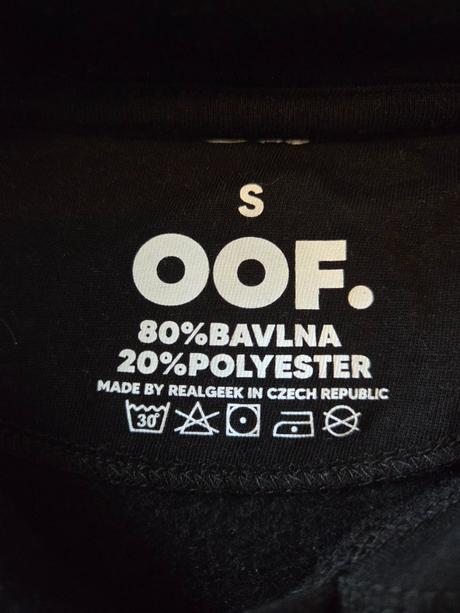 S
OOF.
80%BAVLNA
20%POLYESTER
MADE BY REALGEEK IN CZECH REPUBLIC
30°